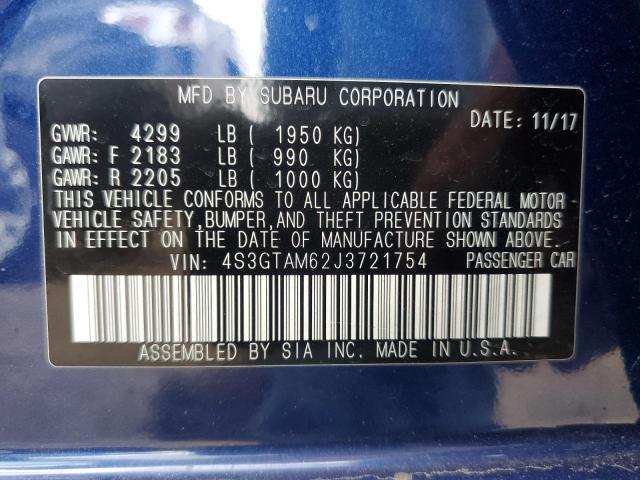 MFD BY SUBARU CORPORATION
DATE: 11/17
GVWR: 4299 LB ( 1950 KG)
GAWR: F 2183 LB ( 990 KG)
GAWR: R 2205 LB ( 1000 KG)
THIS VEHICLE CONFORMS TO ALL APPLICABLE FEDERAL MOTOR
VEHICLE SAFETY, BUMPER, AND THEFT PREVENTION STANDARDS
IN EFFECT ON THE DATE OF MANUFACTURE SHOWN ABOVE.
VIN: 4S3GTAM62J3721754 PASSENGER CAR
ASSEMBLED BY SIA INC. MADE IN U.S.A.